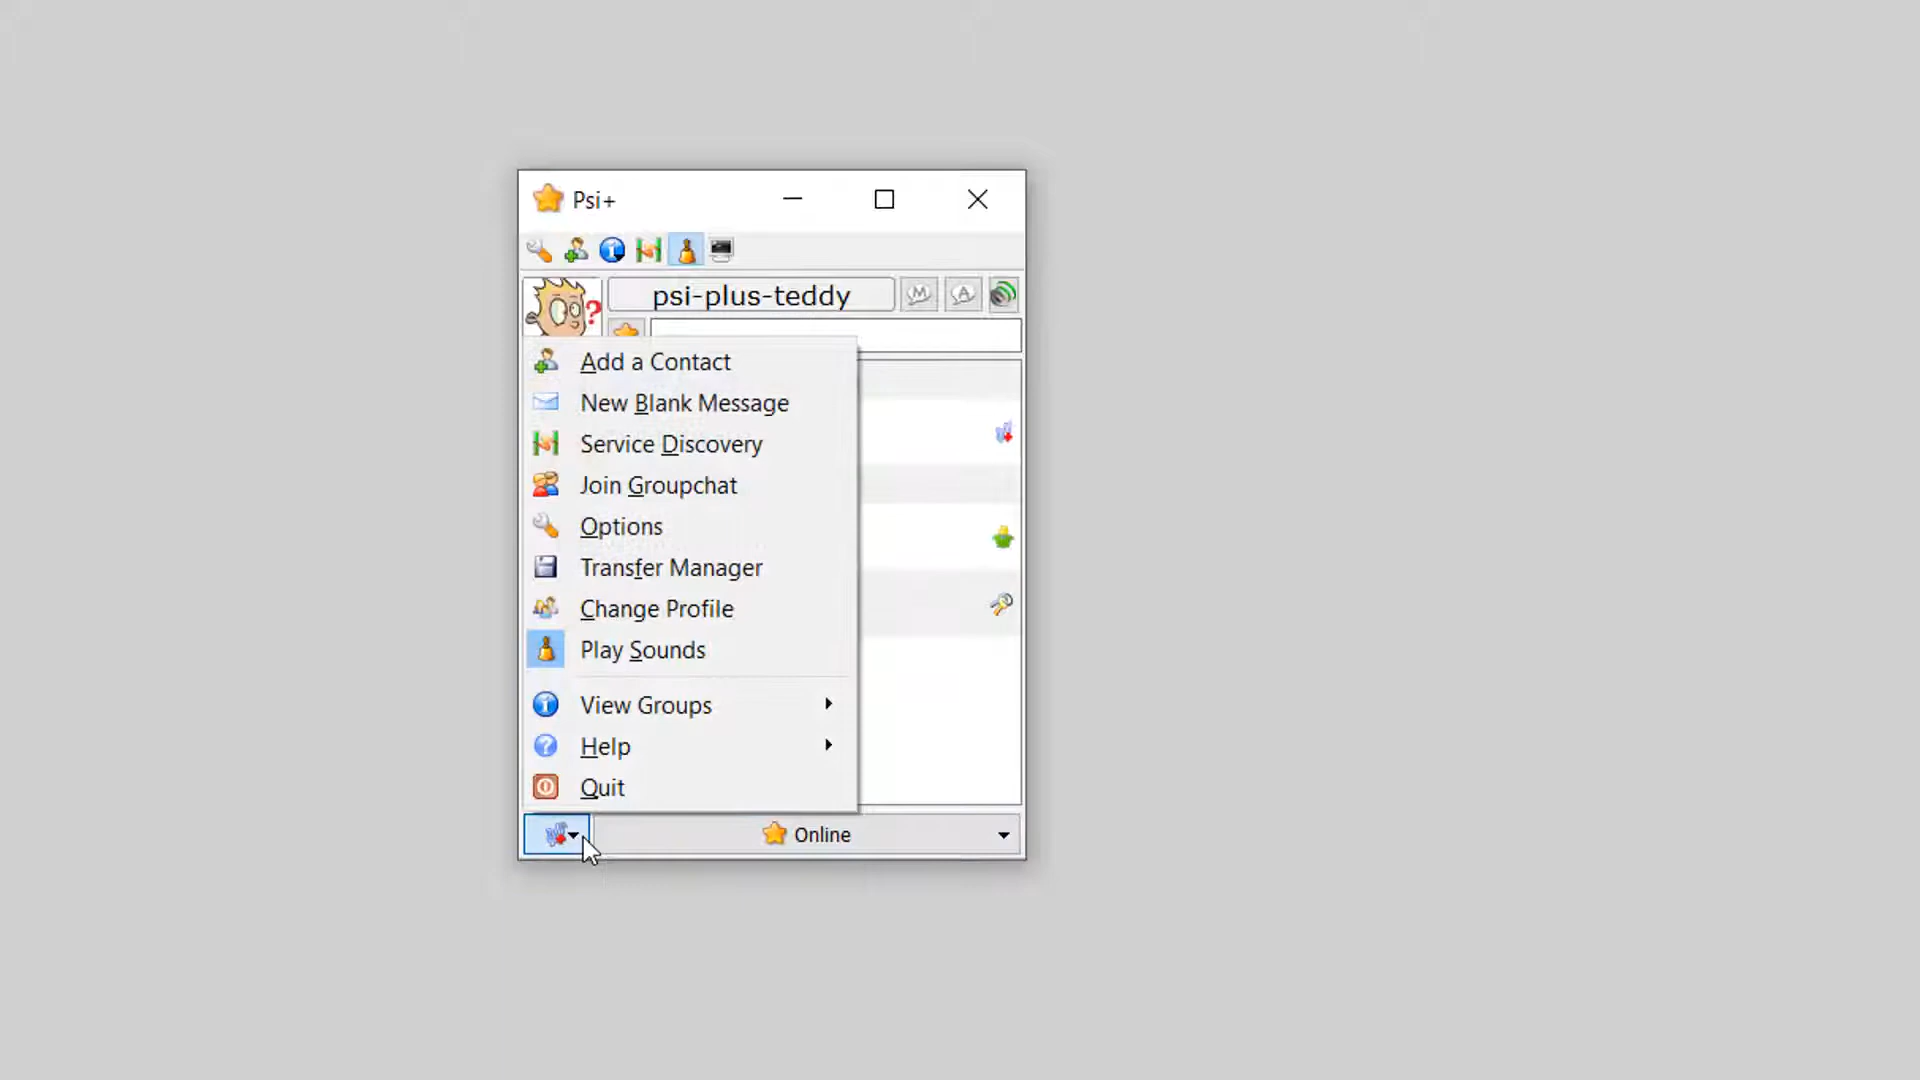 Psi+
psi-plus-teddy
Add a Contact
New Blank Message
Service Discovery
Join Groupchat
Options
Transfer Manager
Change Profile
Play Sounds
View Groups
Help
Quit
Online